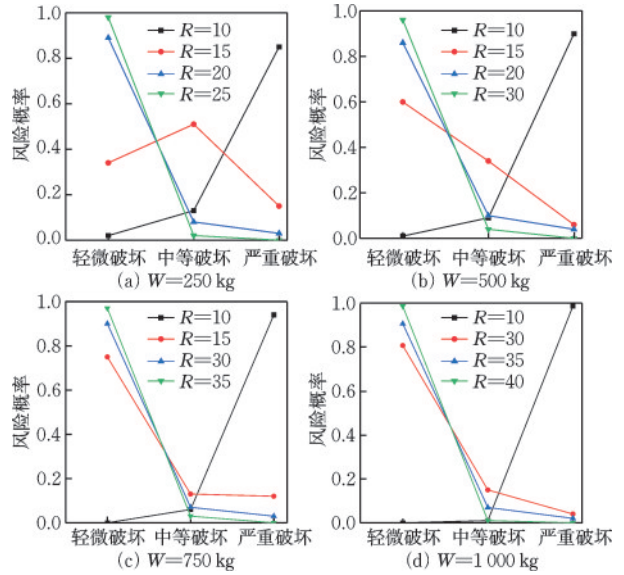 1.0
0.8
0.6
0.4
0.2
0.0
风险概率
R=10
R=15
R=20
R=25
轻微破坏 中等破坏 严重破坏
(a) W=250 kg
1.0
0.8
0.6
0.4
0.2
0.0
风险概率
R=10
R=15
R=20
R=30
轻微破坏 中等破坏 严重破坏
(b) W=500 kg
1.0
0.8
0.6
0.4
0.2
0.0
风险概率
R=10
R=15
R=30
R=35
轻微破坏 中等破坏 严重破坏
(c) W=750 kg
1.0
0.8
0.6
0.4
0.2
0.0
风险概率
R=10
R=30
R=35
R=40
轻微破坏 中等破坏 严重破坏
(d) W=1 000 kg